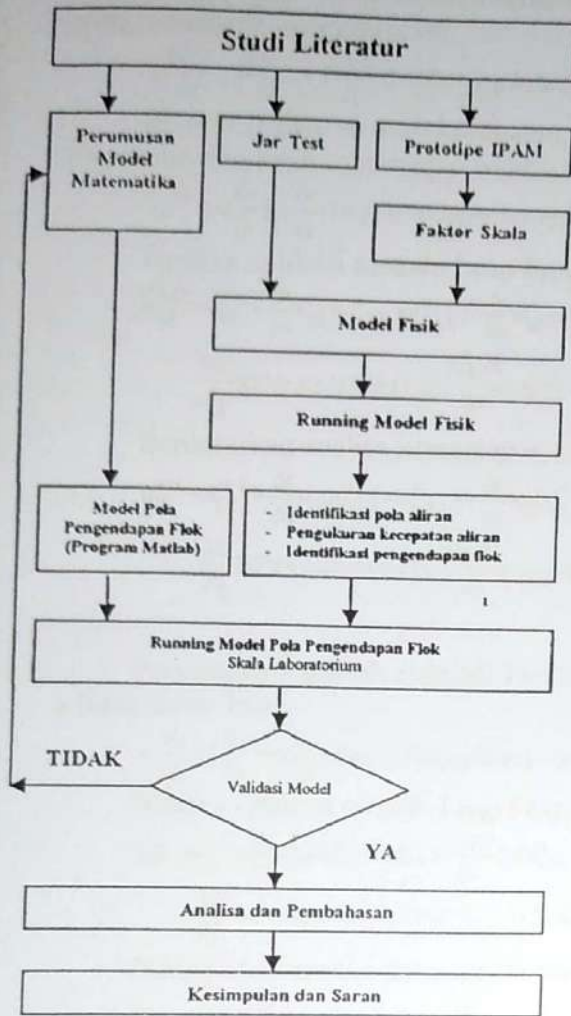 Studi Literatur
Perumusan
Model
Matematika
Jar Test
Prototipe IPAM
Faktor Skala
Model Fisik
Running Model Fisik
Model Pola
Pengendapan Flok
(Program Matlab)
- Identifikasi pola aliran
- Pengukuran kecepatan aliran
- Identifikasi pengendapan flok
1
Running Model Pola Pengendapan Flok
Skala Laboratorium
TIDAK
Validasi Model
YA
Analisa dan Pembahasan
Kesimpulan dan Saran